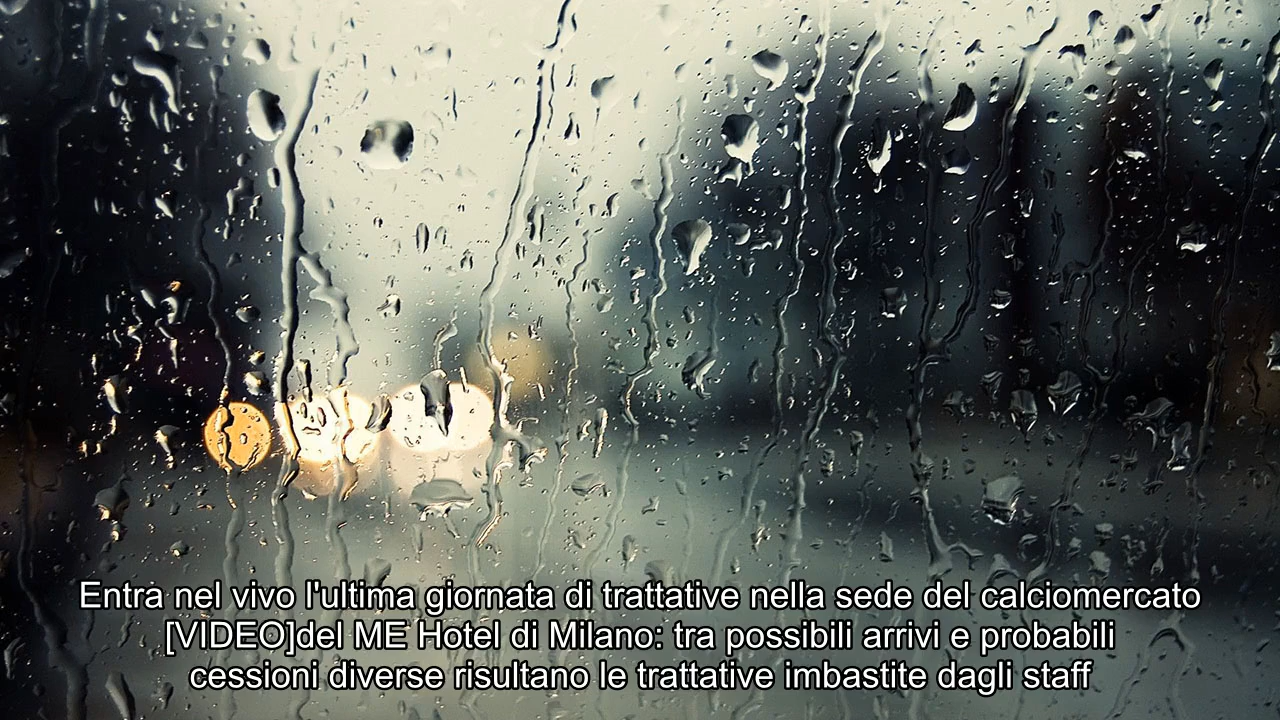 Entra nel vivo l'ultima giornata di trattative nella sede del calciomercato
[VIDEO]del ME Hotel di Milano: tra possibili arrivi e probabili
cessioni diverse risultano le trattative imbastite dagli staff